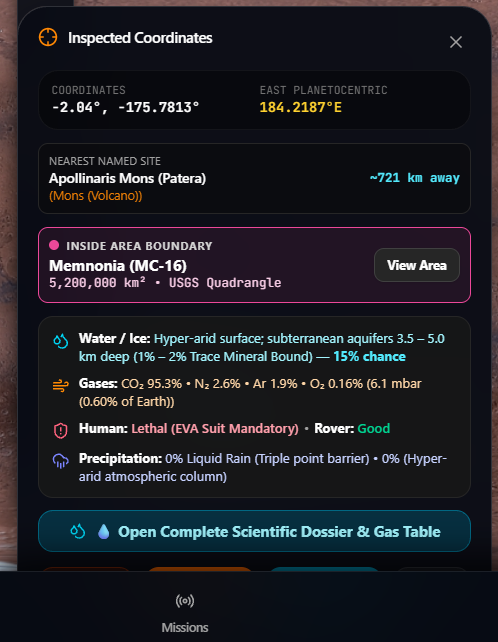 Inspected Coordinates
COORDINATES
-2.04°, -175.7813°
EAST PLANETOCENTRIC
184.2187°E
NEAREST NAMED SITE
Apollinaris Mons (Patera)
(Mons (Volcano))
~721 km away
INSIDE AREA BOUNDARY
Memnonia (MC-16)
5,200,000 km² • USGS Quadrangle
View Area
Water / Ice: Hyper-arid surface; subterranean aquifers 3.5 – 5.0
km deep (1% – 2% Trace Mineral Bound) — 15% chance
Gases: CO₂ 95.3% • N₂ 2.6% • Ar 1.9% • O₂ 0.16% (6.1 mbar
(0.60% of Earth))
Human: Lethal (EVA Suit Mandatory) • Rover: Good
Precipitation: 0% Liquid Rain (Triple point barrier) • 0% (Hyper-
arid atmospheric column)
Open Complete Scientific Dossier & Gas Table
Missions